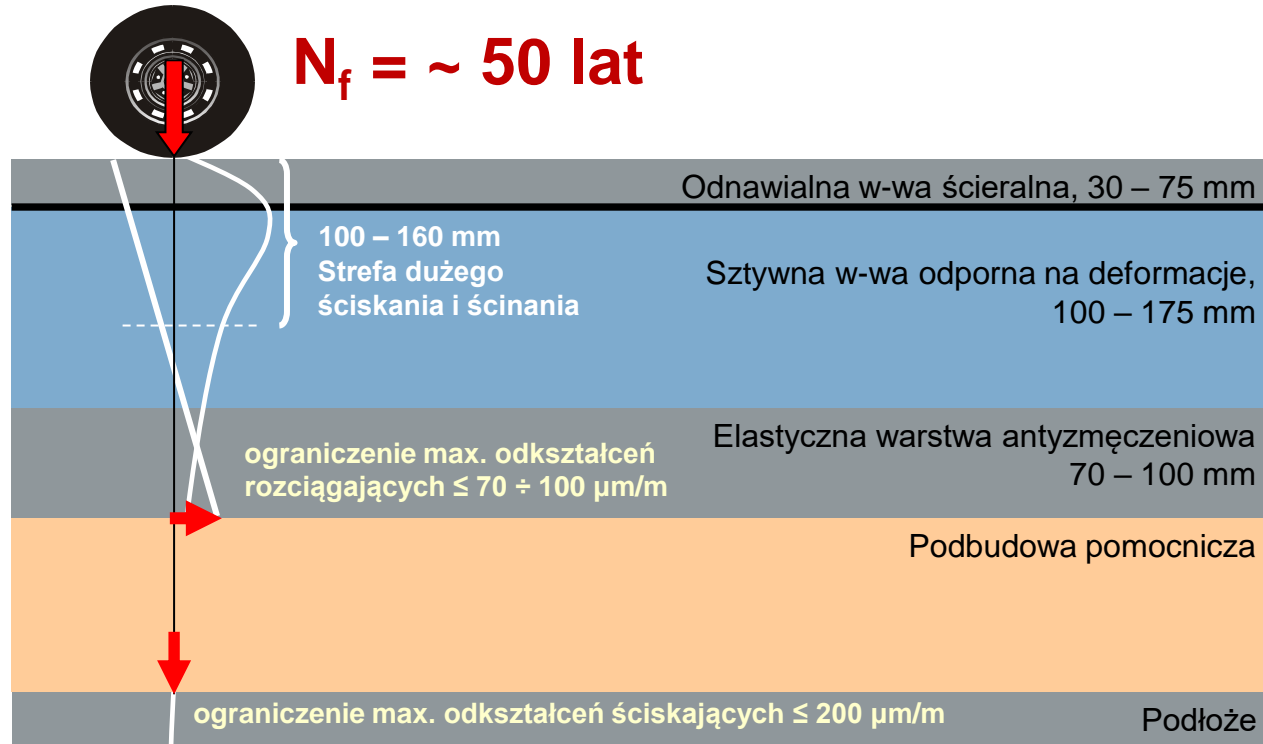 N_f = ~ 50 lat
Odnawialna w-wa ścieralna, 30 – 75 mm
100 – 160 mm
Strefa dużego
ściskania i ścinania
Sztywna w-wa odporna na deformacje,
100 – 175 mm
ograniczenie max. odkształceń
rozciągających ≤ 70 ÷ 100 μm/m
Elastyczna warstwa antyzmęczeniowa
70 – 100 mm
Podbudowa pomocnicza
ograniczenie max. odkształceń ściskających ≤ 200 μm/m
Podłoże